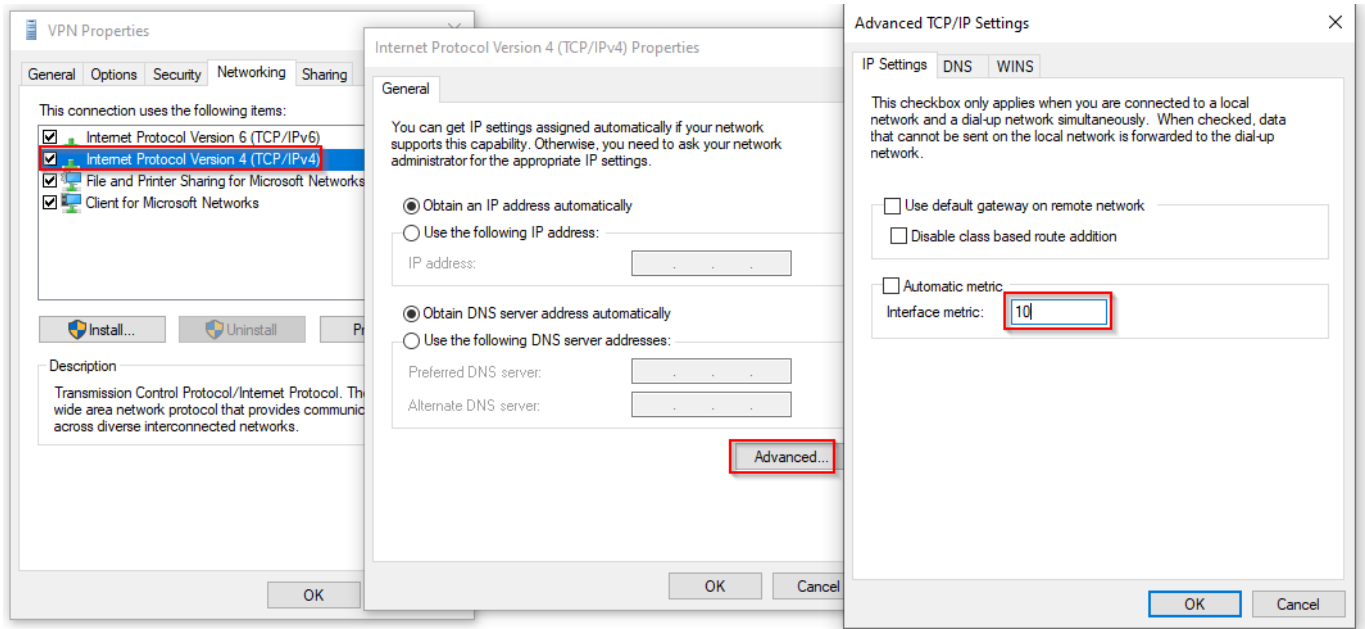 VPN Properties
General Options Security Networking Sharing
This connection uses the following items:
Internet Protocol Version 6 (TCP/IPv6)
Internet Protocol Version 4 (TCP/IPv4)
File and Printer Sharing for Microsoft Networks
Client for Microsoft Networks
Install... Uninstall Pr
Description
Transmission Control Protocol/Internet Protocol. The
wide area network protocol that provides communic
across diverse interconnected networks.
OK
Internet Protocol Version 4 (TCP/IPv4) Properties
General
You can get IP settings assigned automatically if your network
supports this capability. Otherwise, you need to ask your network
administrator for the appropriate IP settings.
Obtain an IP address automatically
Use the following IP address:
IP address:
. . .
Obtain DNS server address automatically
Use the following DNS server addresses:
Preferred DNS server:
. . .
Alternate DNS server:
. . .
Advanced...
OK Cancel
Advanced TCP/IP Settings
IP Settings DNS WINS
This checkbox only applies when you are connected to a local
network and a dial-up network simultaneously. When checked, data
that cannot be sent on the local network is forwarded to the dial-up
network.
Use default gateway on remote network
Disable class based route addition
Automatic metric
Interface metric: 10
OK Cancel